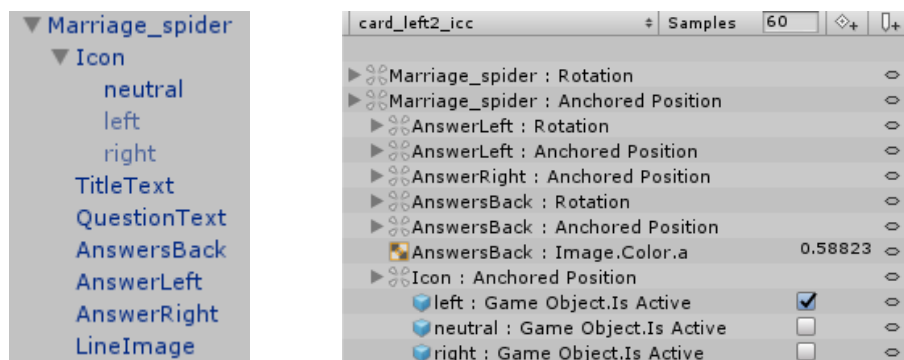 Marriage_spider
Icon
neutral
left
right
TitleText
QuestionText
AnswersBack
AnswerLeft
AnswerRight
LineImage
card_left2_icc Samples 60
Marriage_spider : Rotation
Marriage_spider : Anchored Position
AnswerLeft : Rotation
AnswerLeft : Anchored Position
AnswerRight : Anchored Position
AnswersBack : Rotation
AnswersBack : Anchored Position
AnswersBack : Image.Color.a 0.58823
Icon : Anchored Position
left : Game Object.Is Active
neutral : Game Object.Is Active
right : Game Object.Is Active